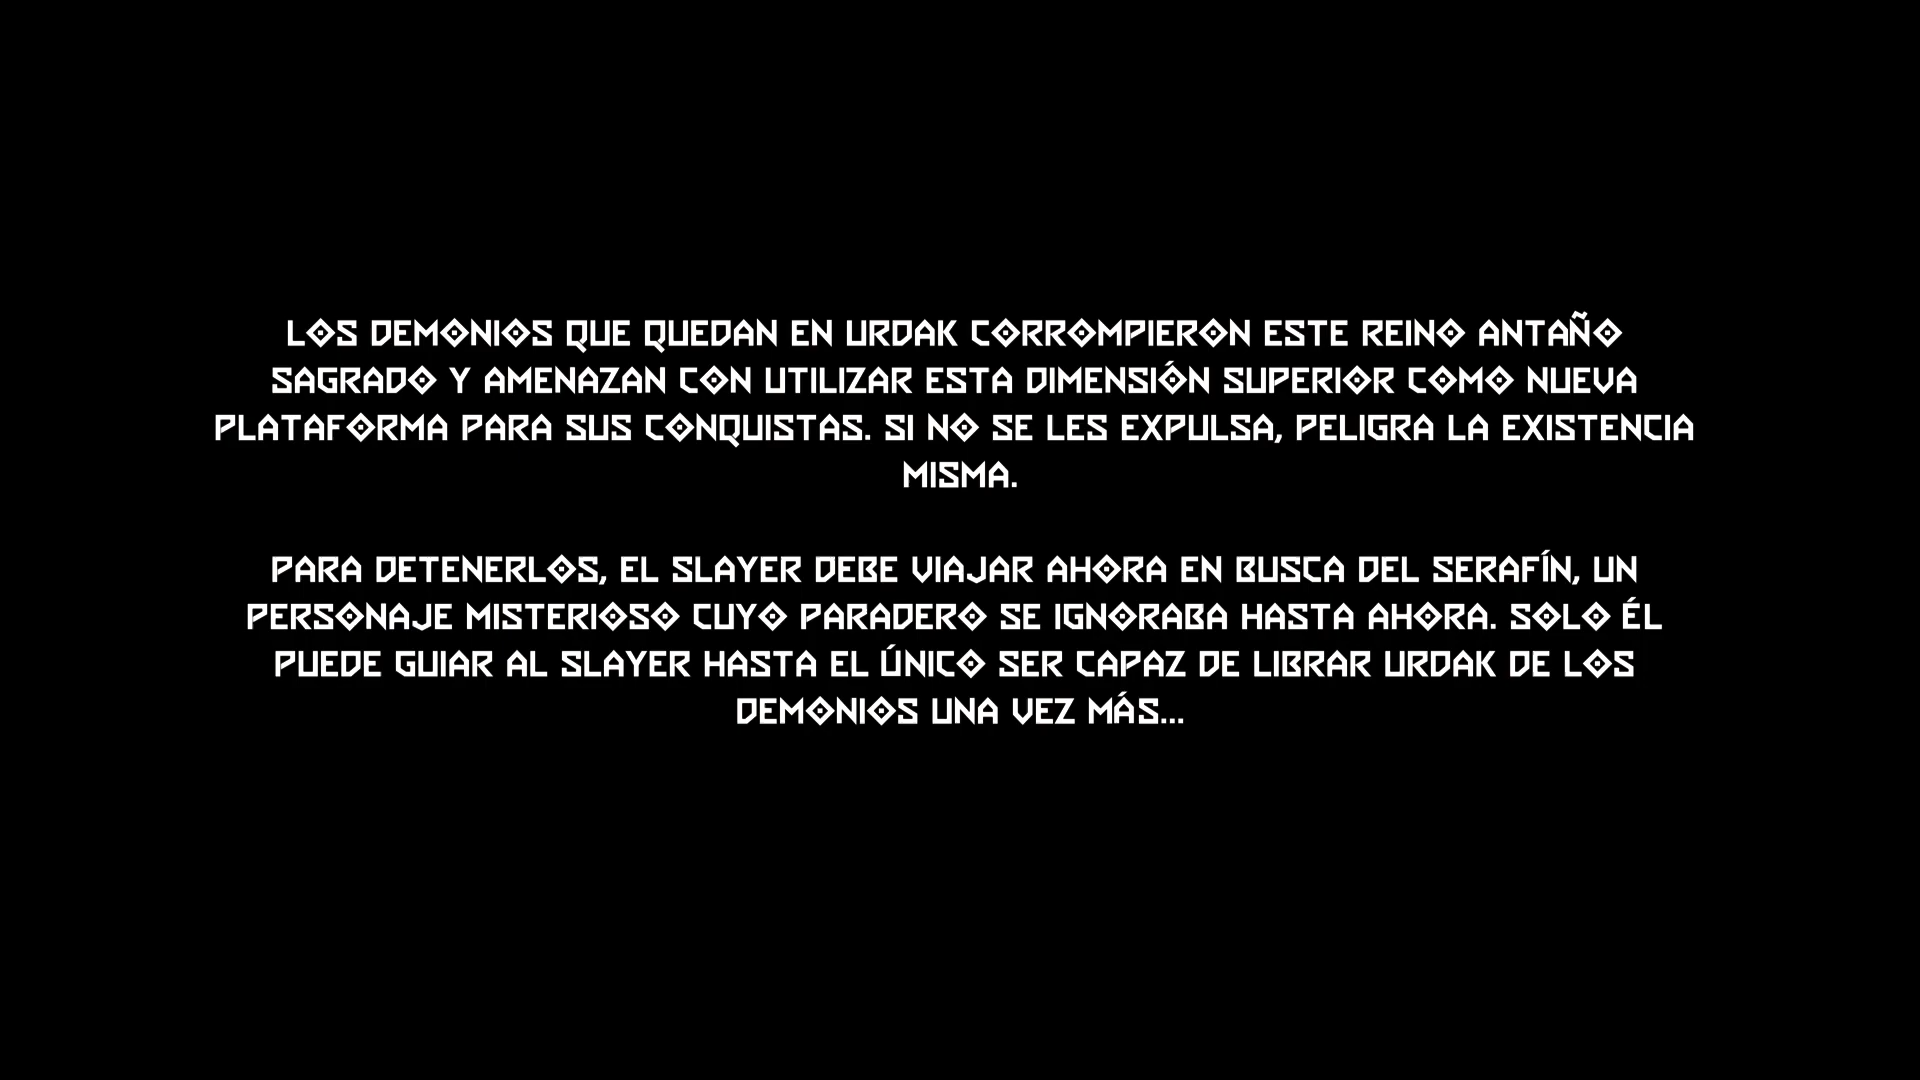 LOS DEMONIOS QUE QUEDAN EN URDAK CORROMPIERON ESTE REINO ANTAÑO
SAGRADO Y AMENAZAN CON UTILIZAR ESTA DIMENSIÓN SUPERIOR COMO NUEVA
PLATAFORMA PARA SUS CONQUISTAS. SI NO SE LES EXPULSA, PELIGRA LA EXISTENCIA
MISMA.
PARA DETENERLOS, EL SLAYER DEBE VIAJAR AHORA EN BUSCA DEL SERAFÍN, UN
PERSONAJE MISTERIOSO CUYO PARADERO SE IGNORABA HASTA AHORA. SOLO ÉL
PUEDE GUIAR AL SLAYER HASTA EL ÚNICO SER CAPAZ DE LIBRAR URDAK DE LOS
DEMONIOS UNA VEZ MÁS...